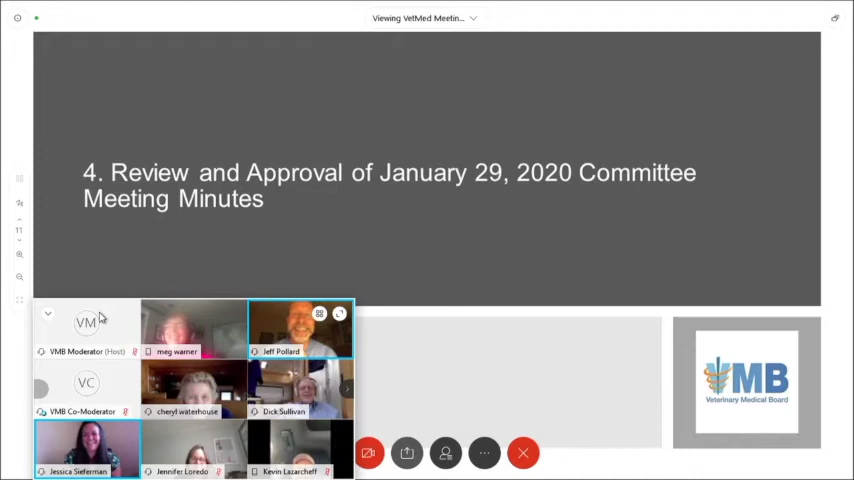 Viewing VetMed Meetin...
4. Review and Approval of January 29, 2020 Committee
Meeting Minutes
11
VM
VMB Moderator (Host)
meg warner
Jeff Pollard
VC
VMB Co-Moderator
cheryl waterhouse
Dick Sullivan
Jessica Sieferman
Jennifer Loredo
Kevin Lazarcheff
VMB
Veterinary Medical Board